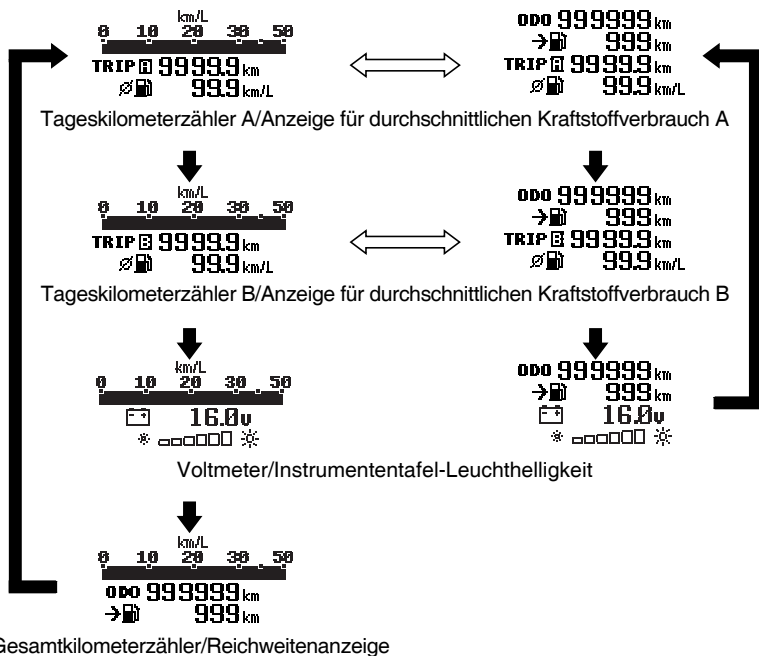 km/L
0 10 20 30 50
TRIP A 9999.9 km
99.9 km/L
ODO 999999 km
999 km
TRIP A 9999.9 km
99.9 km/L
Tageskilometerzähler A/Anzeige für durchschnittlichen Kraftstoffverbrauch A
km/L
0 10 20 30 50
TRIP B 9999.9 km
99.9 km/L
ODO 999999 km
999 km
TRIP B 9999.9 km
99.9 km/L
Tageskilometerzähler B/Anzeige für durchschnittlichen Kraftstoffverbrauch B
km/L
0 10 20 30 50
16.0v
ODO 999999 km
999 km
16.0v
Voltmeter/Instrumententafel-Leuchthelligkeit
km/L
0 10 20 30 50
ODO 999999 km
999 km
Gesamtkilometerzähler/Reichweitenanzeige